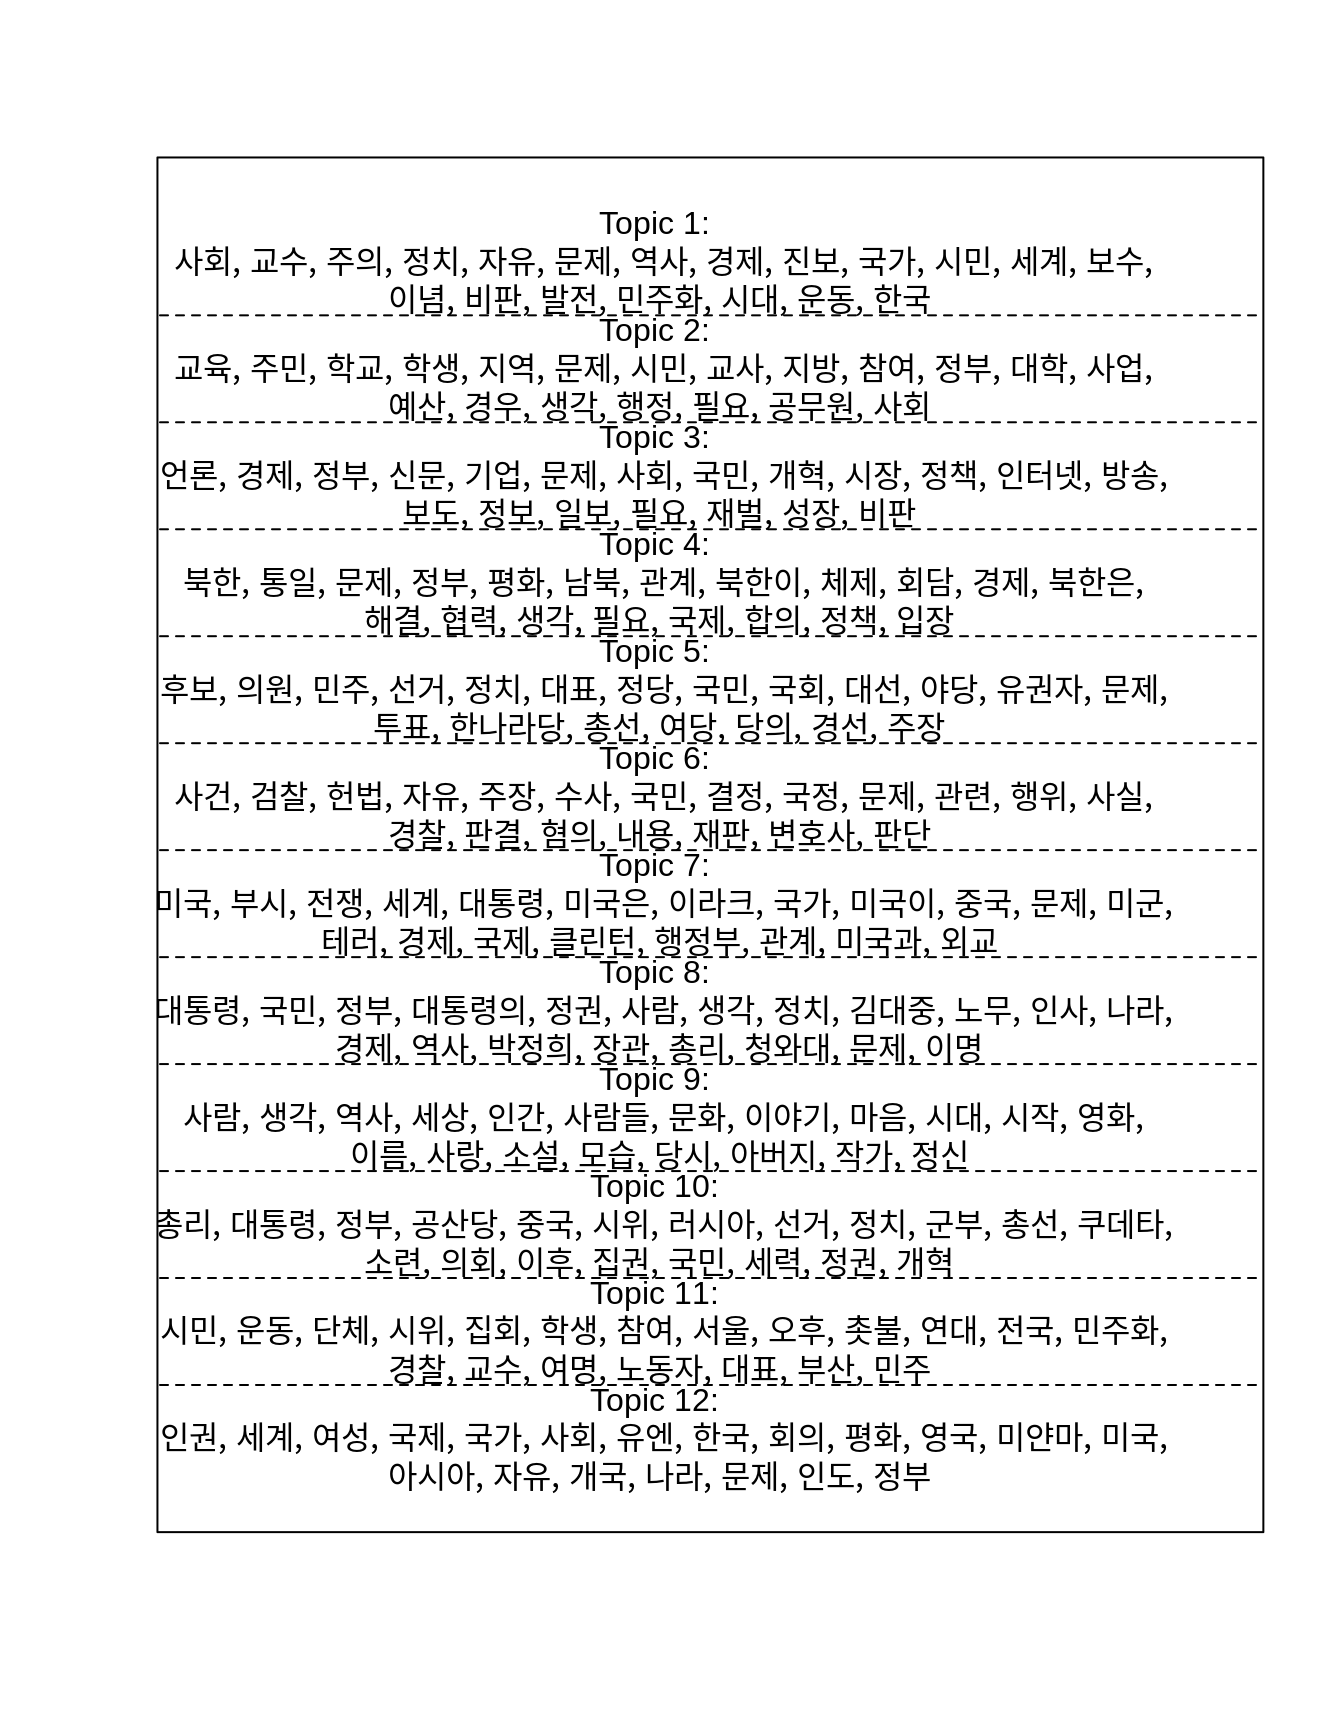 Topic 1:
사회, 교수, 주의, 정치, 자유, 문제, 역사, 경제, 진보, 국가, 시민, 세계, 보수,
이념, 비판, 발전, 민주화, 시대, 운동, 한국
Topic 2:
교육, 주민, 학교, 학생, 지역, 문제, 시민, 교사, 지방, 참여, 정부, 대학, 사업,
예산, 경우, 생각, 행정, 필요, 공무원, 사회
Topic 3:
언론, 경제, 정부, 신문, 기업, 문제, 사회, 국민, 개혁, 시장, 정책, 인터넷, 방송,
보도, 정보, 일보, 필요, 재벌, 성장, 비판
Topic 4:
북한, 통일, 문제, 정부, 평화, 남북, 관계, 북한이, 체제, 회담, 경제, 북한은,
해결, 협력, 생각, 필요, 국제, 합의, 정책, 입장
Topic 5:
후보, 의원, 민주, 선거, 정치, 대표, 정당, 국민, 국회, 대선, 야당, 유권자, 문제,
투표, 한나라당, 총선, 여당, 당의, 경선, 주장
Topic 6:
사건, 검찰, 헌법, 자유, 주장, 수사, 국민, 결정, 국정, 문제, 관련, 행위, 사실,
경찰, 판결, 혐의, 내용, 재판, 변호사, 판단
Topic 7:
미국, 부시, 전쟁, 세계, 대통령, 미국은, 이라크, 국가, 미국이, 중국, 문제, 미군,
테러, 경제, 국제, 클린턴, 행정부, 관계, 미국과, 외교
Topic 8:
대통령, 국민, 정부, 대통령의, 정권, 사람, 생각, 정치, 김대중, 노무, 인사, 나라,
경제, 역사, 박정희, 장관, 총리, 청와대, 문제, 이명
Topic 9:
사람, 생각, 역사, 세상, 인간, 사람들, 문화, 이야기, 마음, 시대, 시작, 영화,
이름, 사랑, 소설, 모습, 당시, 아버지, 작가, 정신
Topic 10:
총리, 대통령, 정부, 공산당, 중국, 시위, 러시아, 선거, 정치, 군부, 총선, 쿠데타,
소련, 의회, 이후, 집권, 국민, 세력, 정권, 개혁
Topic 11:
시민, 운동, 단체, 시위, 집회, 학생, 참여, 서울, 오후, 촛불, 연대, 전국, 민주화,
경찰, 교수, 여명, 노동자, 대표, 부산, 민주
Topic 12:
인권, 세계, 여성, 국제, 국가, 사회, 유엔, 한국, 회의, 평화, 영국, 미얀마, 미국,
아시아, 자유, 개국, 나라, 문제, 인도, 정부